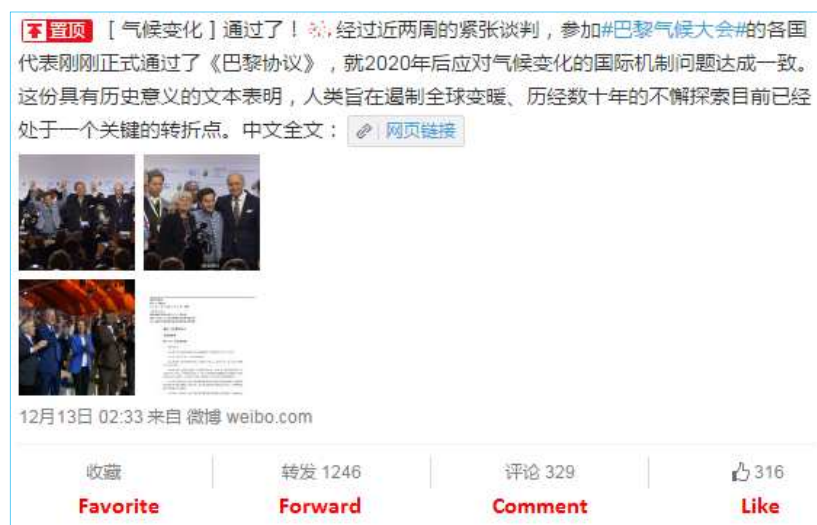 置顶 [ 气候变化 ] 通过了！ 经过近两周的紧张谈判，参加#巴黎气候大会#的各国
代表刚刚正式通过了《巴黎协议》，就2020年后应对气候变化的国际机制问题达成一致。
这份具有历史意义的文本表明，人类旨在遏制全球变暖、历经数十年的不懈探索目前已经
处于一个关键的转折点。中文全文： 网页链接
12月13日 02:33 来自 微博 weibo.com
收藏 转发 1246 评论 329 316
Favorite Forward Comment Like